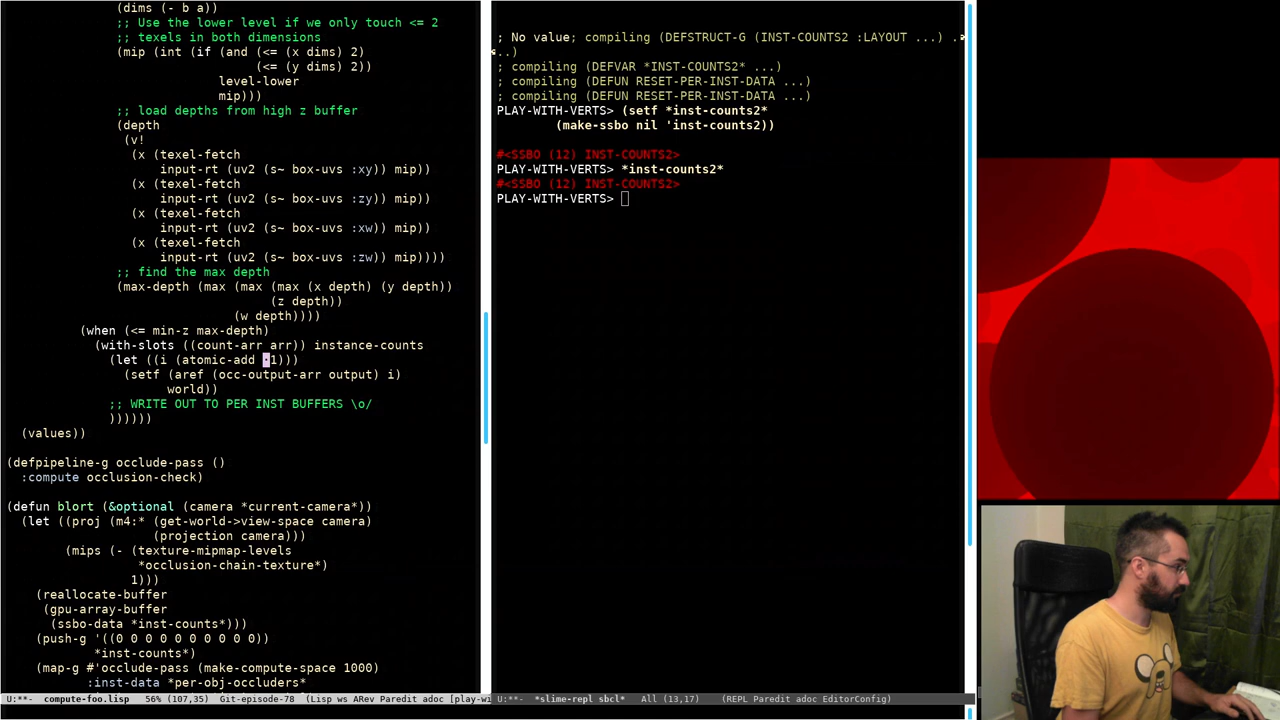 (dims (- b a))
;; Use the lower level if we only touch <= 2
;; texels in both dimensions
(mip (int (if (and (<= (x dims) 2)
(<= (y dims) 2))
level-lower
mip)))
;; load depths from high z buffer
(depth
(v!
(x (texel-fetch
input-rt (uv2 (s~ box-uvs :xy)) mip))
(x (texel-fetch
input-rt (uv2 (s~ box-uvs :zy)) mip))
(x (texel-fetch
input-rt (uv2 (s~ box-uvs :xw)) mip))
(x (texel-fetch
input-rt (uv2 (s~ box-uvs :zw)) mip))))
;; find the max depth
(max-depth (max (max (max (x depth) (y depth))
(z depth))
(w depth))))
(when (<= min-z max-depth)
(with-slots ((count-arr arr)) instance-counts
(let ((i (atomic-add 1)))
(setf (aref (occ-output-arr output) i)
world))
;; WRITE OUT TO PER INST BUFFERS \o/
))))))
(values))
(defpipeline-g occlude-pass ()
:compute occlusion-check)
(defun blort (&optional (camera *current-camera*))
(let ((proj (m4:* (get-world->view-space camera)
(projection camera)))
(mips (- (texture-mipmap-levels
*occlusion-chain-texture*)
1)))
(reallocate-buffer
(gpu-array-buffer
(ssbo-data *inst-counts*)))
(push-g '((0 0 0 0 0 0 0 0 0 0))
*inst-counts*)
(map-g #'occlude-pass (make-compute-space 1000)
:inst-data *per-obj-occluders*
U:**- compute-foo.lisp 56% (107,35) Git-episode-78 (Lisp ws ARev Paredit adoc [play-wi
; No value; compiling (DEFSTRUCT-G (INST-COUNTS2 :LAYOUT ...) .
..)
; compiling (DEFVAR *INST-COUNTS2* ...)
; compiling (DEFUN RESET-PER-INST-DATA ...)
; compiling (DEFUN RESET-PER-INST-DATA ...)
PLAY-WITH-VERTS> (setf *inst-counts2*
(make-ssbo nil 'inst-counts2))
#<SSBO (12) INST-COUNTS2>
PLAY-WITH-VERTS> *inst-counts2*
#<SSBO (12) INST-COUNTS2>
PLAY-WITH-VERTS>
U:**- *slime-repl sbcl* All (13,17) (REPL Paredit adoc EditorConfig)